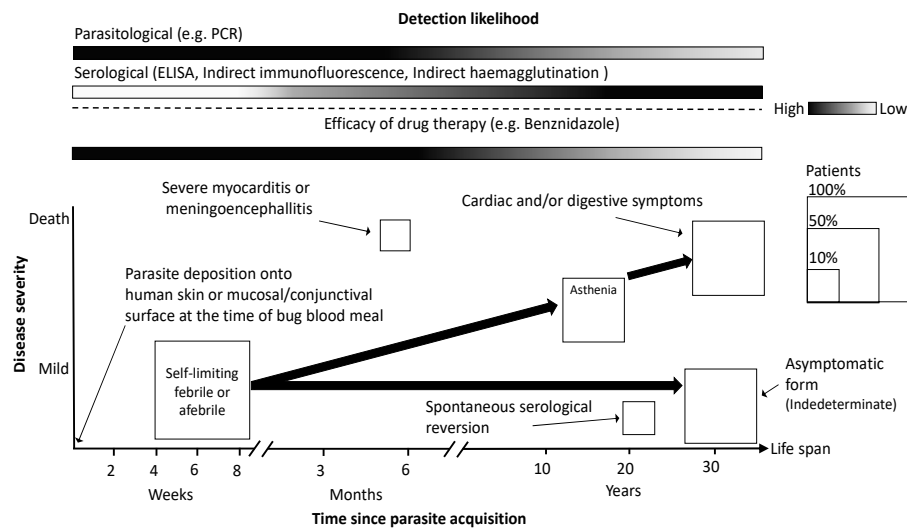 Detection likelihood
Parasitological (e.g. PCR)
Serological (ELISA, Indirect immunofluorescence, Indirect haemagglutination )
High Low
Efficacy of drug therapy (e.g. Benznidazole)
Patients
100%
50%
10%
Severe myocarditis or
meningoencephallitis
Cardiac and/or digestive symptoms
Death
Disease severity
Mild
Parasite deposition onto
human skin or mucosal/conjunctival
surface at the time of bug blood meal
Asthenia
Self-limiting
febrile or
afebrile
Asymptomatic
form
(Indedeterminate)
Spontaneous serological
reversion
Life span
2 4 6 8 3 6 10 20 30
Weeks Months Years
Time since parasite acquisition